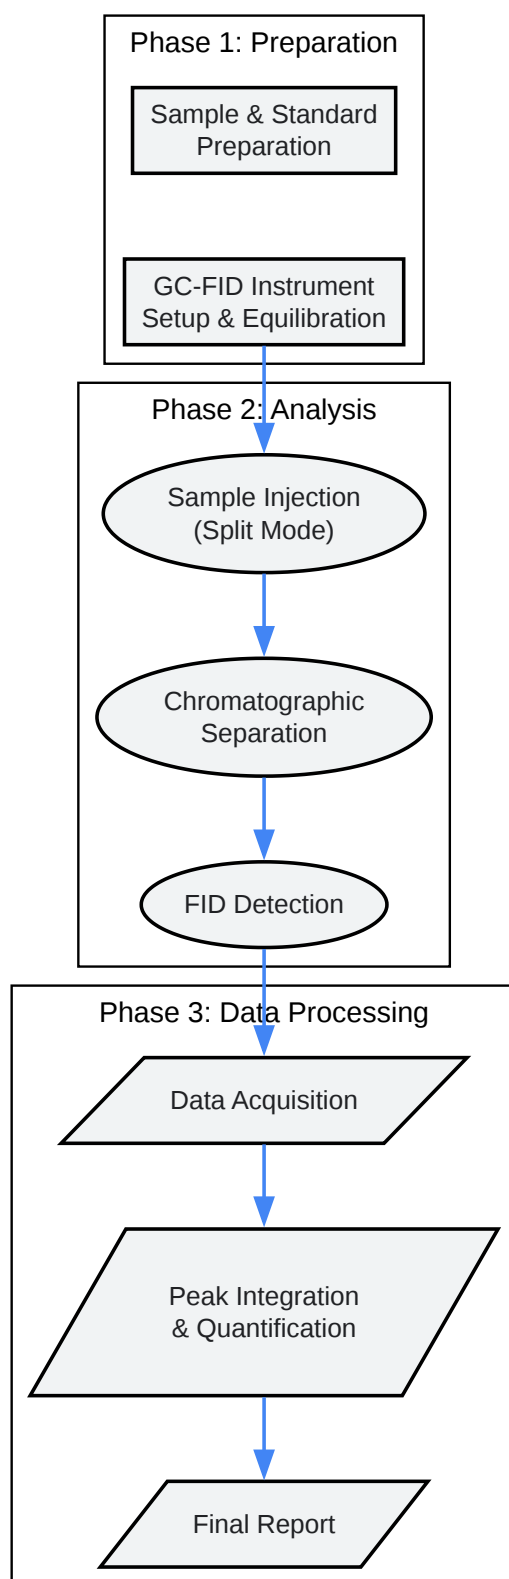 Phase 1: Preparation
Sample & Standard
Preparation
GC-FID Instrument
Setup & Equilibration
Phase 2: Analysis
Sample Injection
(Split Mode)
Chromatographic
Separation
FID Detection
Phase 3: Data Processing
Data Acquisition
Peak Integration
& Quantification
Final Report